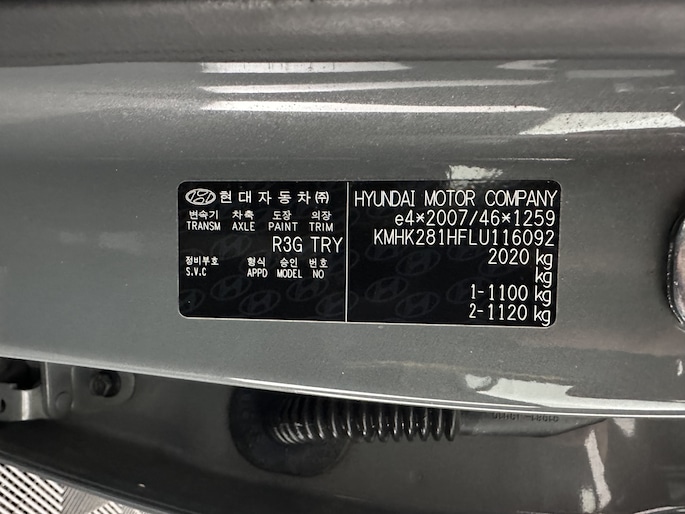 현대자동차㈜
변속기 차축 도장 외장
TRANSM AXLE PAINT TRIM
R3G TRY
정비부호 형식 승인 번호
S.V.C APPD MODEL NO
HYUNDAI MOTOR COMPANY
e4*2007/46*1259
KMHK281HFLU116092
2020 kg
kg
1-1100 kg
2-1120 kg